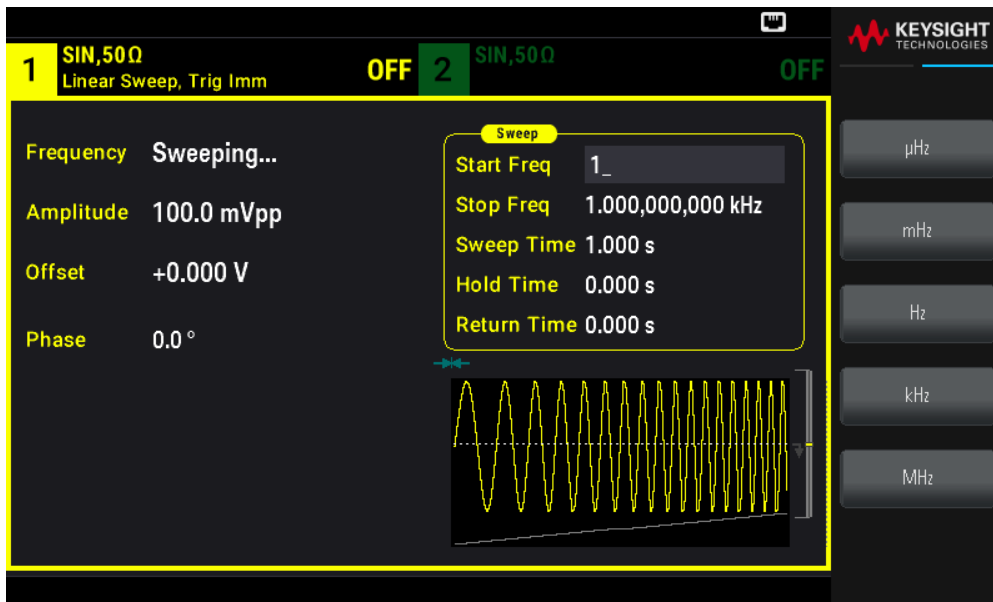 KEYSIGHT
TECHNOLOGIES
1
SIN,50Ω
Linear Sweep, Trig Imm
OFF
2
SIN,50Ω
OFF
Frequency Sweeping...
Amplitude 100.0 mVpp
Offset +0.000 V
Phase 0.0 °
Sweep
Start Freq 1_
Stop Freq 1.000,000,000 kHz
Sweep Time 1.000 s
Hold Time 0.000 s
Return Time 0.000 s
µHz
mHz
Hz
kHz
MHz